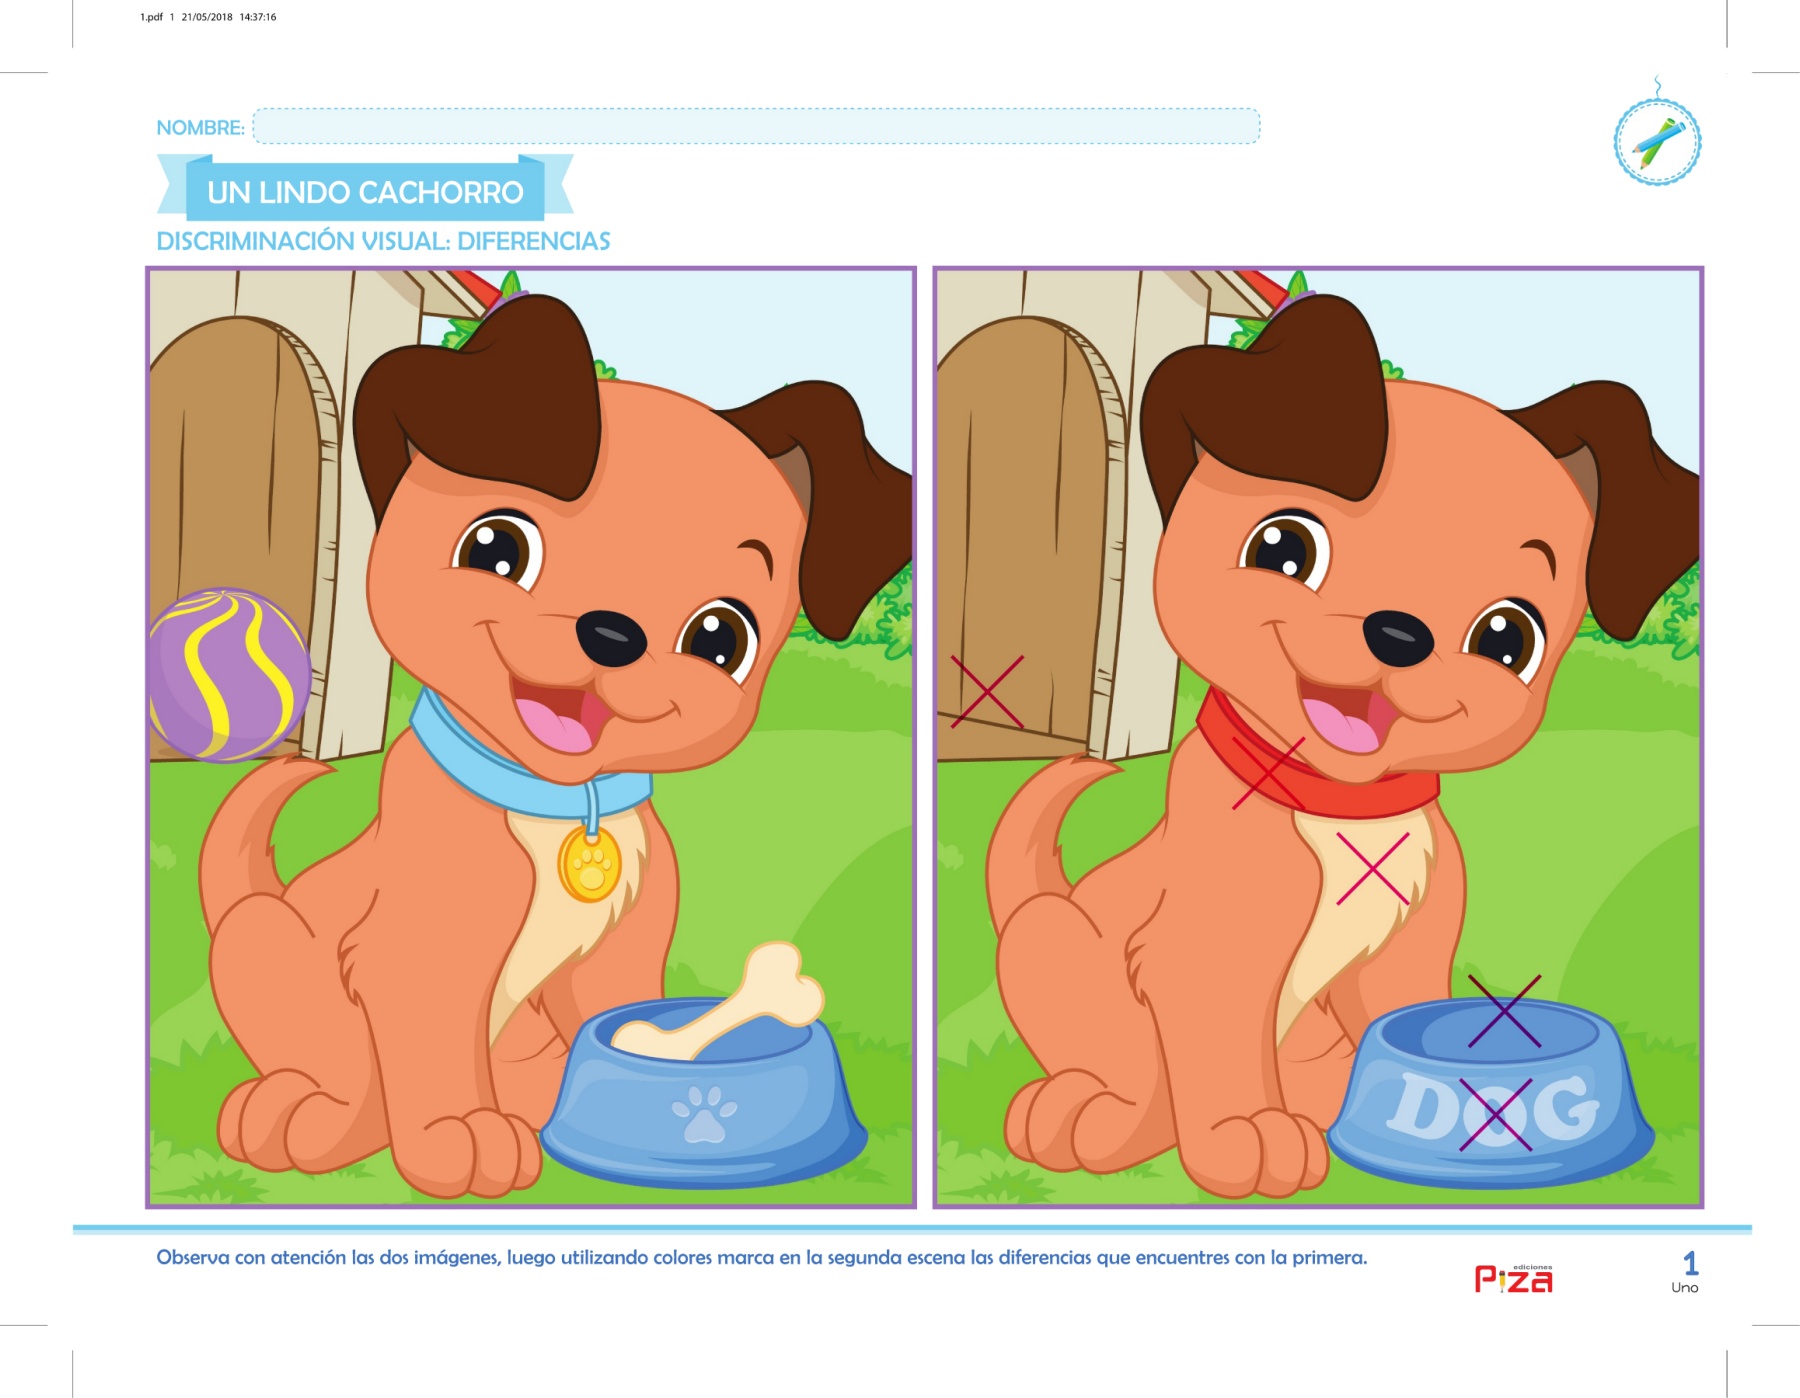 1.pdf 1 21/05/2018 14:37:16
NOMBRE:
UN LINDO CACHORRO
DISCRIMINACIÓN VISUAL: DIFERENCIAS
DOG
Observa con atención las dos imágenes, luego utilizando colores marca en la segunda escena las diferencias que encuentres con la primera.
ediciones
Piza
1
Uno